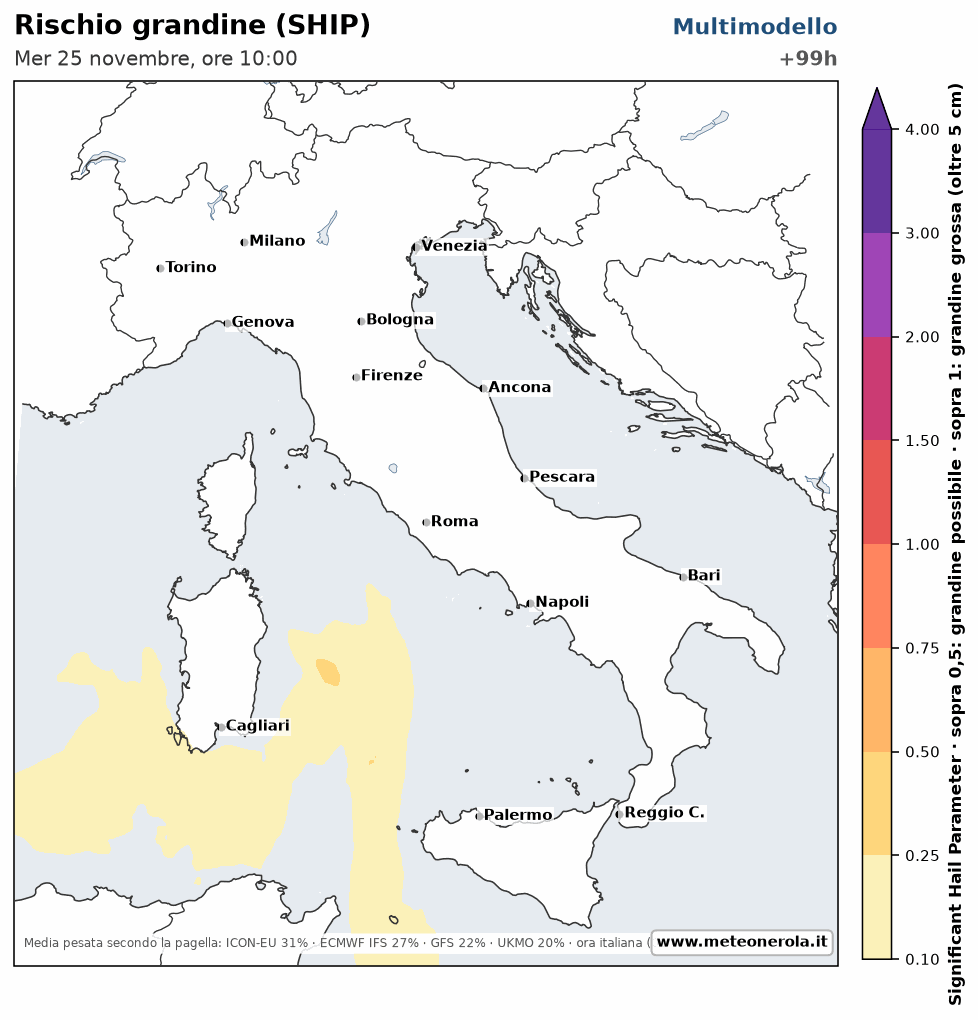 Rischio grandine (SHIP)
Multimodello
Mer 25 novembre, ore 10:00
+99h
Milano
Venezia
Torino
Genova
Bologna
Firenze
Ancona
Pescara
Roma
Bari
Napoli
Cagliari
Palermo
Reggio C.
Media pesata secondo la pagella: ICON-EU 31% · ECMWF IFS 27% · GFS 22% · UKMO 20% · ora italiana (
www.meteonerola.it
4.00
3.00
2.00
1.50
1.00
0.75
0.50
0.25
0.10
Significant Hail Parameter · sopra 0,5: grandine possibile · sopra 1: grandine grossa (oltre 5 cm)